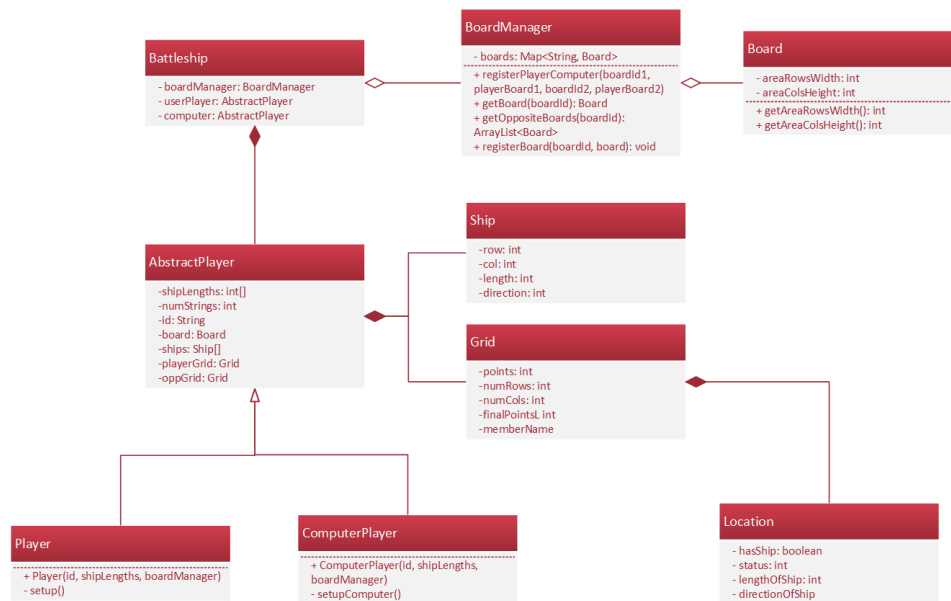 BoardManager
- boards: Map<String, Board>
+ registerPlayerComputer(boardId1,
playerBoard1, boardId2, playerBoard2)
+ getBoard(boardId): Board
+ getOppositeBoards(boardId):
ArrayList<Board>
+ registerBoard(boardId, board): void
Battleship
- boardManager: BoardManager
- userPlayer: AbstractPlayer
- computer: AbstractPlayer
Board
- areaRowsWidth: int
- areaColsHeight: int
+ getAreaRowsWidth(): int
+ getAreaColsHeight(): int
Ship
-row: int
-col: int
-length: int
-direction: int
AbstractPlayer
-shipLengths: int[]
-numStrings: int
-id: String
-board: Board
-ships: Ship[]
-playerGrid: Grid
-oppGrid: Grid
Grid
-points: int
-numRows: int
-numCols: int
-finalPointsL int
-memberName
Player
+ Player(id, shipLengths, boardManager)
- setup()
ComputerPlayer
+ ComputerPlayer(id, shipLengths,
boardManager)
- setupComputer()
Location
- hasShip: boolean
- status: int
- lengthOfShip: int
- directionOfShip